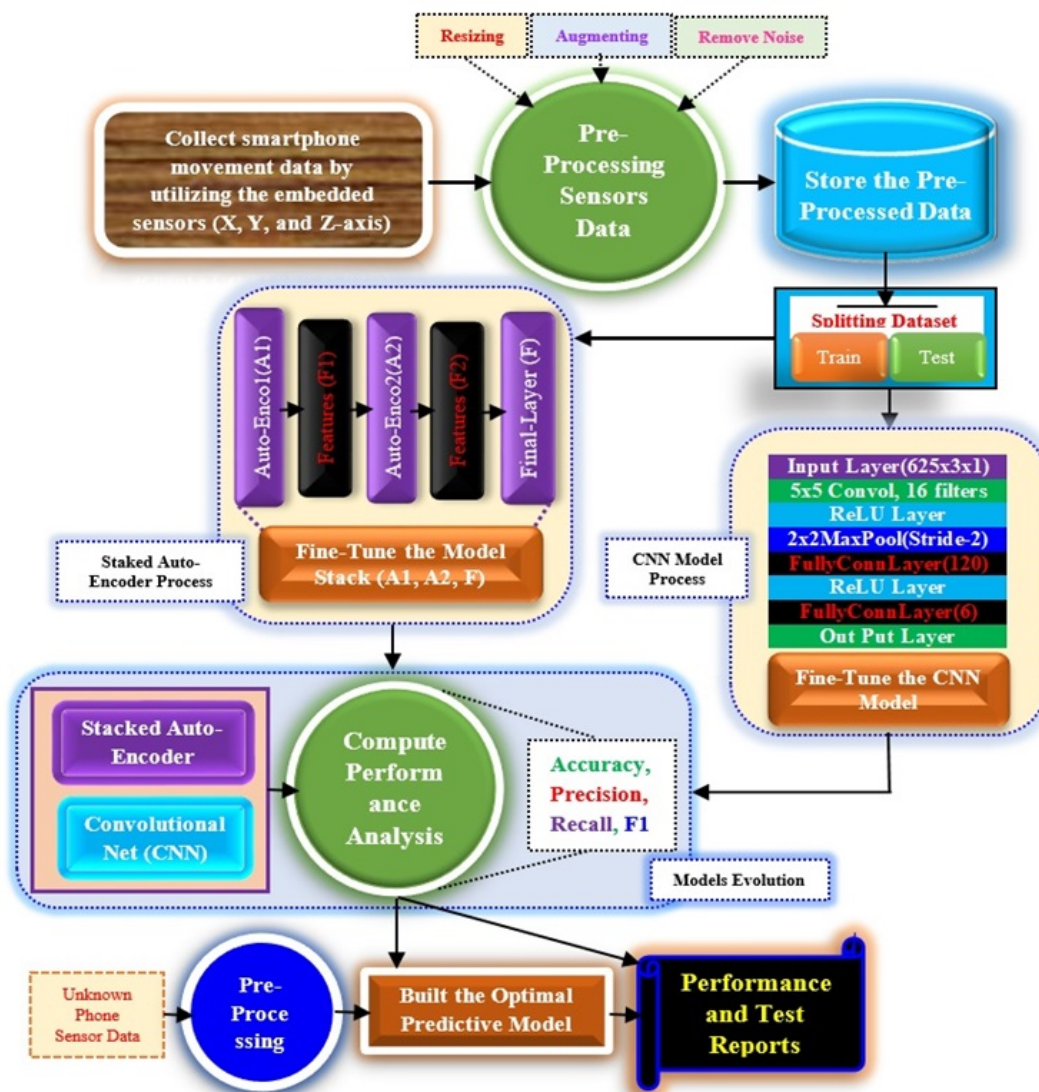 Resizing
Augmenting
Remove Noise
Collect smartphone
movement data by
utilizing the embedded
sensors (X, Y, and Z-axis)
Pre-
Processing
Sensors
Data
Store the Pre-
Processed Data
Splitting Dataset
Train
Test
Auto-Enco1(A1)
Features (F1)
Auto-Enco2(A2)
Features (F2)
Final-Layer (F)
Staked Auto-
Encoder Process
Fine-Tune the Model
Stack (A1, A2, F)
Input Layer(625x3x1)
5x5 Convol, 16 filters
ReLU Layer
2x2MaxPool(Stride-2)
FullyConnLayer(120)
ReLU Layer
FullyConnLayer(6)
Out Put Layer
CNN Model
Process
Fine-Tune the CNN
Model
Stacked Auto-
Encoder
Convolutional
Net (CNN)
Compute
Perform
ance
Analysis
Accuracy,
Precision,
Recall, F1
Models Evolution
Unknown
Phone
Sensor Data
Pre-
Proce
ssing
Built the Optimal
Predictive Model
Performance
and Test
Reports